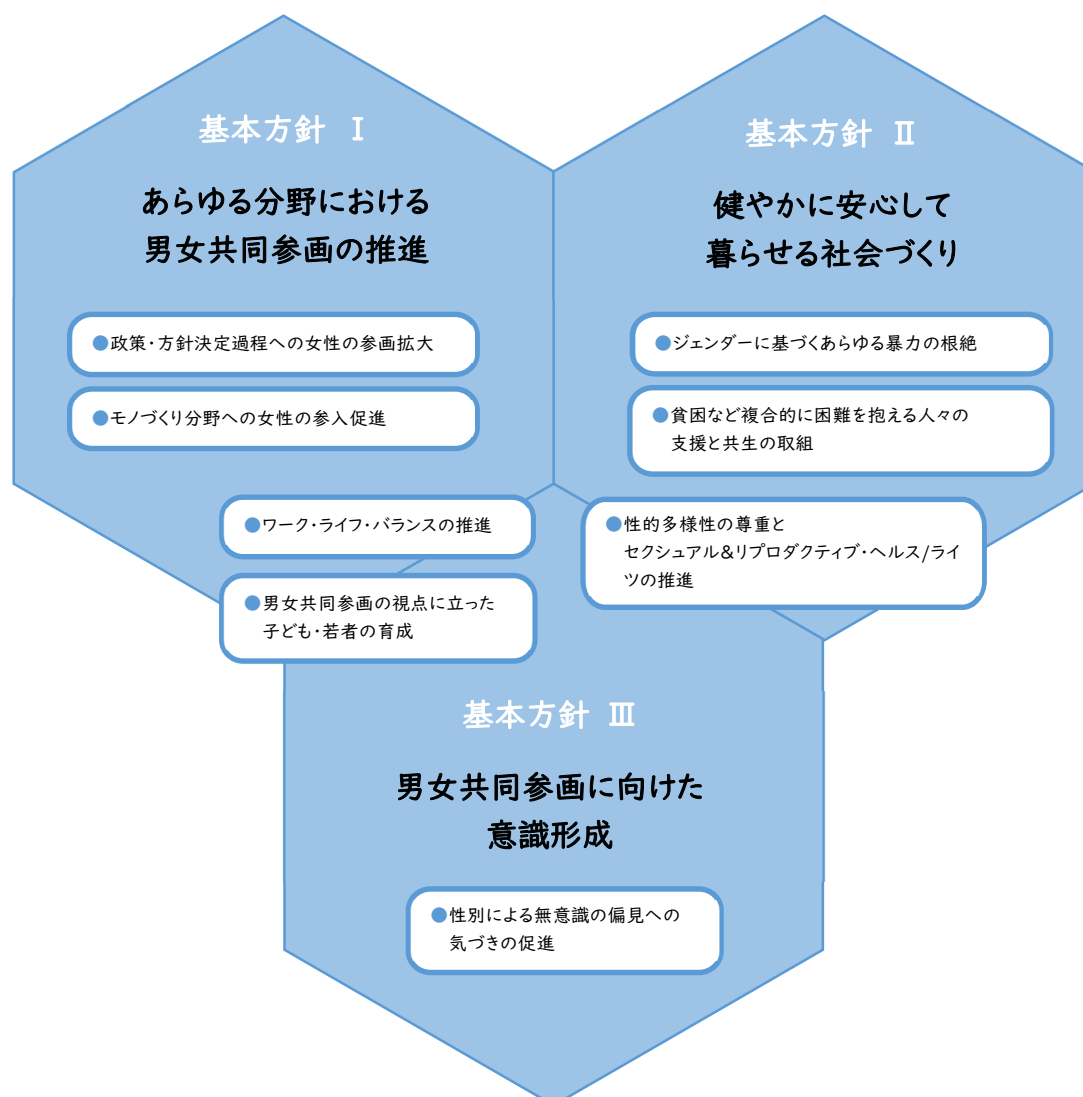 基本方針 Ⅰ
あらゆる分野における
男女共同参画の推進
●政策・方針決定過程への女性の参画拡大
●モノづくり分野への女性の参入促進
基本方針 Ⅱ
健やかに安心して
暮らせる社会づくり
●ジェンダーに基づくあらゆる暴力の根絶
●貧困など複合的に困難を抱える人々の
支援と共生の取組
●ワーク・ライフ・バランスの推進
●男女共同参画の視点に立った
子ども・若者の育成
●性的多様性の尊重と
セクシュアル&リプロダクティブ・ヘルス/ライ
ツの推進
基本方針 Ⅲ
男女共同参画に向けた
意識形成
●性別による無意識の偏見への
気づきの促進